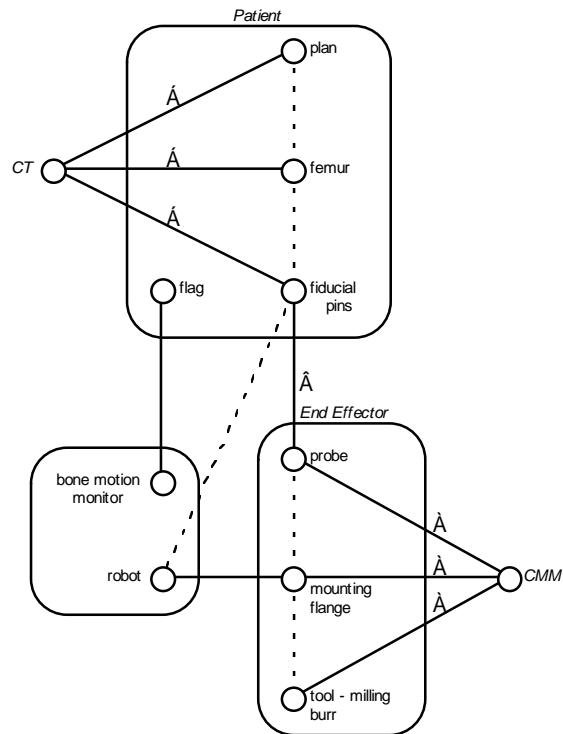 Patient
plan
Á
CT
Á
femur
Á
flag
fiducial
pins
Â
End Effector
bone motion
monitor
probe
À
robot
mounting
flange
À
CMM
À
tool - milling
burr